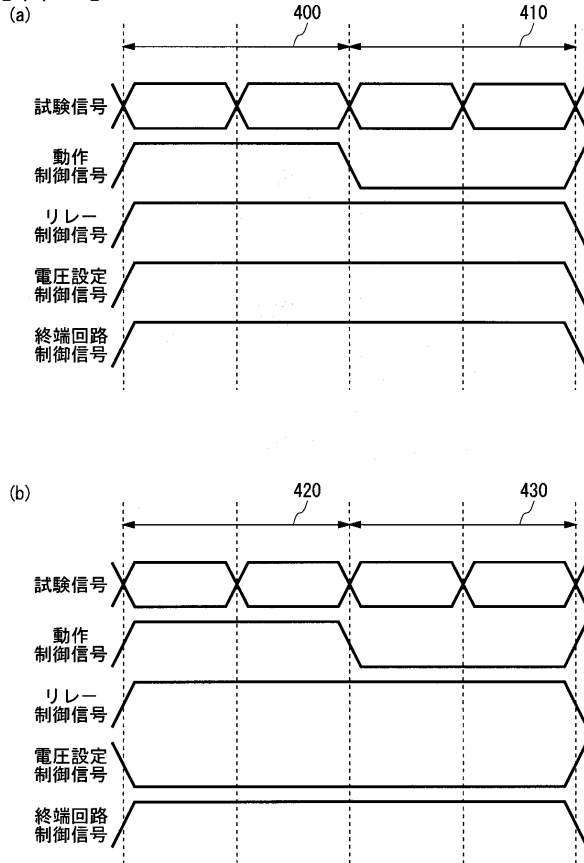 (a)
400
410
試験信号
動作
制御信号
リレー
制御信号
電圧設定
制御信号
終端回路
制御信号
(b)
420
430
試験信号
動作
制御信号
リレー
制御信号
電圧設定
制御信号
終端回路
制御信号